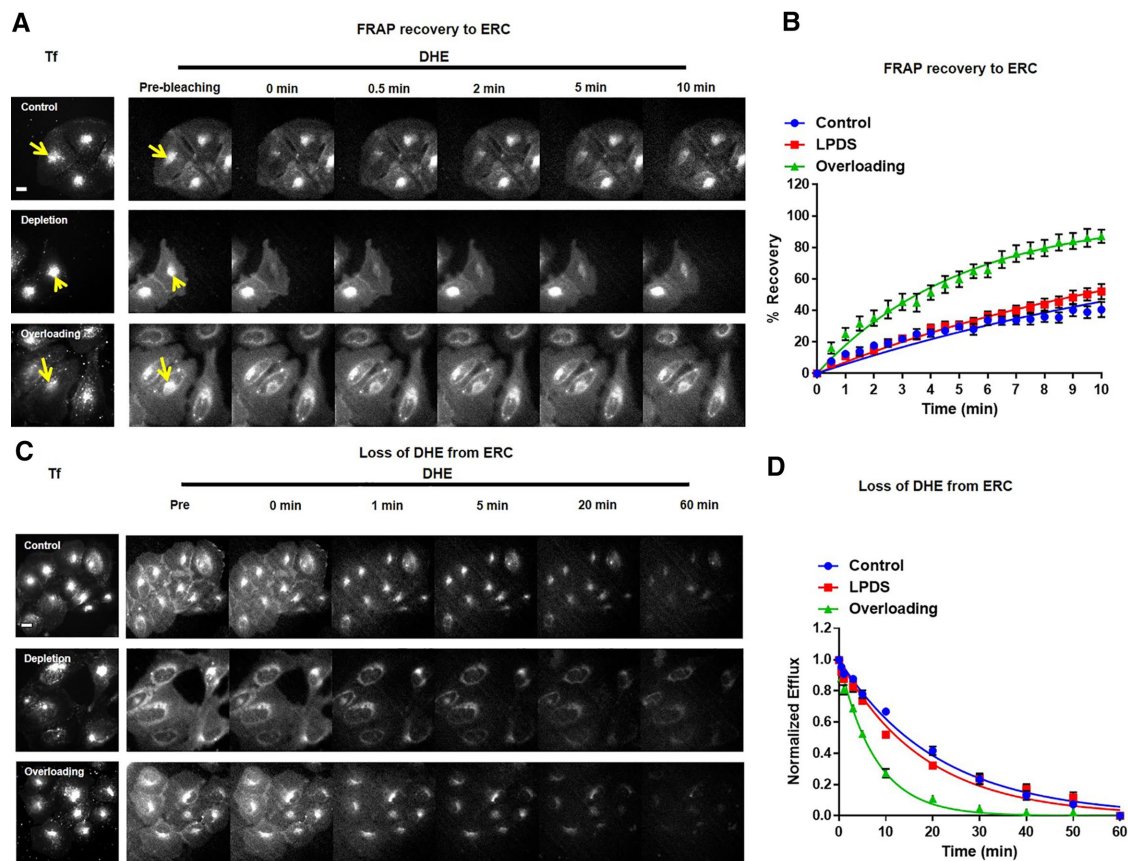 A
FRAP recovery to ERC
Tf
DHE
Pre-bleaching 0 min 0.5 min 2 min 5 min 10 min
Control
Depletion
Overloading
B
FRAP recovery to ERC
Control
LPDS
Overloading
120
100
80
60
40
20
0
% Recovery
0 1 2 3 4 5 6 7 8 9 10
Time (min)
C
Loss of DHE from ERC
Tf
DHE
Pre 0 min 1 min 5 min 20 min 60 min
Control
Depletion
Overloading
D
Loss of DHE from ERC
Control
LPDS
Overloading
1.2
1.0
0.8
0.6
0.4
0.2
0.0
Normalized Efflux
0 10 20 30 40 50 60
Time (min)